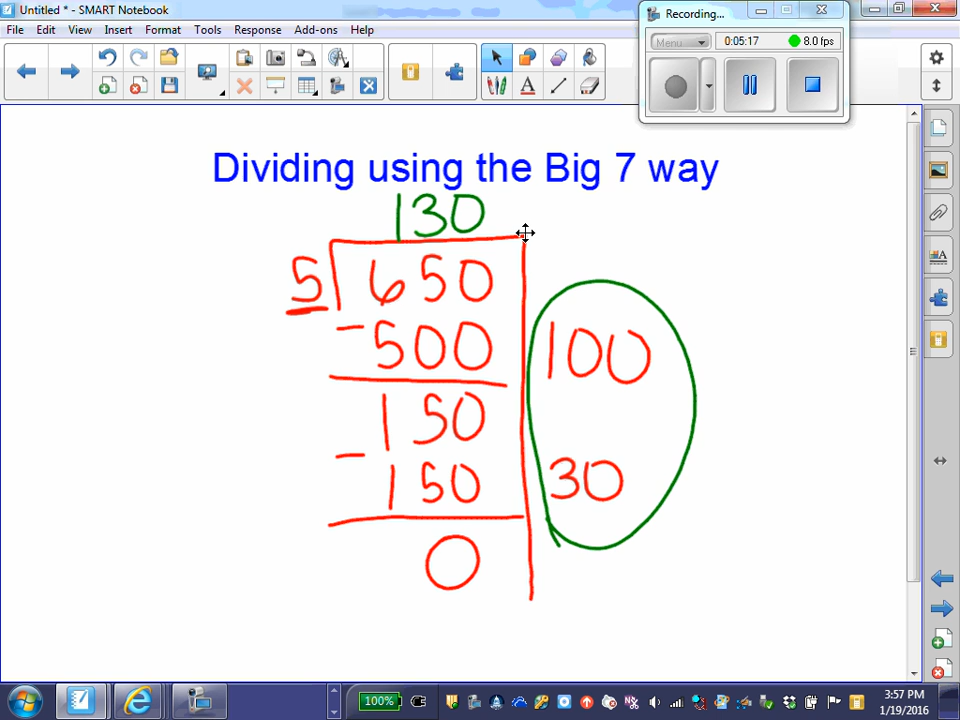 Untitled * - SMART Notebook
Recording...
File Edit View Insert Format Tools Response Add-ons Help
Menu
0:05:17
8.0 fps
Dividing using the Big 7 way
130
5 650
- 500 100
150
- 150 30
0
100%
3:57 PM
1/19/2016